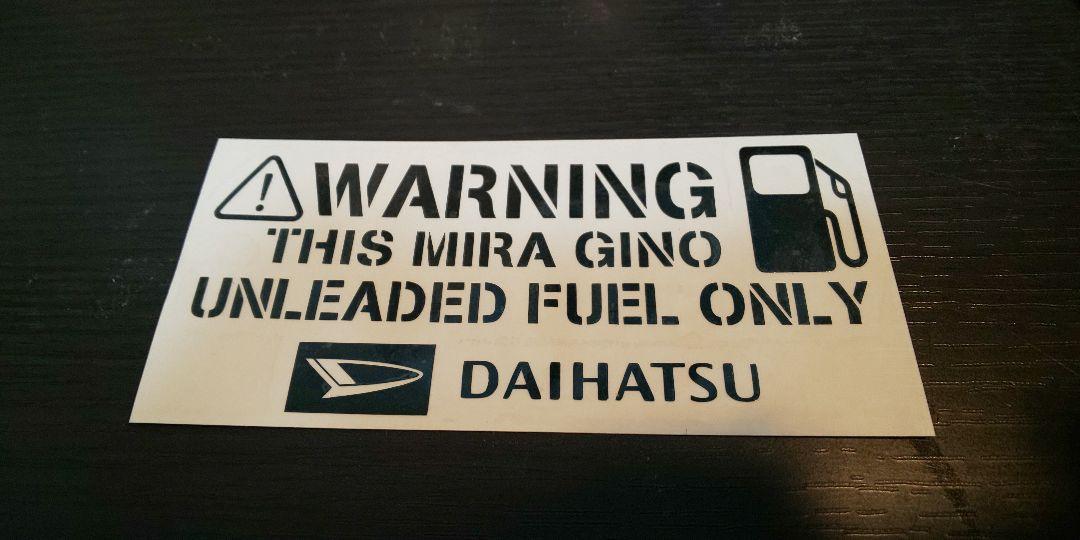 WARNING
THIS MIRA GINO
UNLEADED FUEL ONLY
DAIHATSU